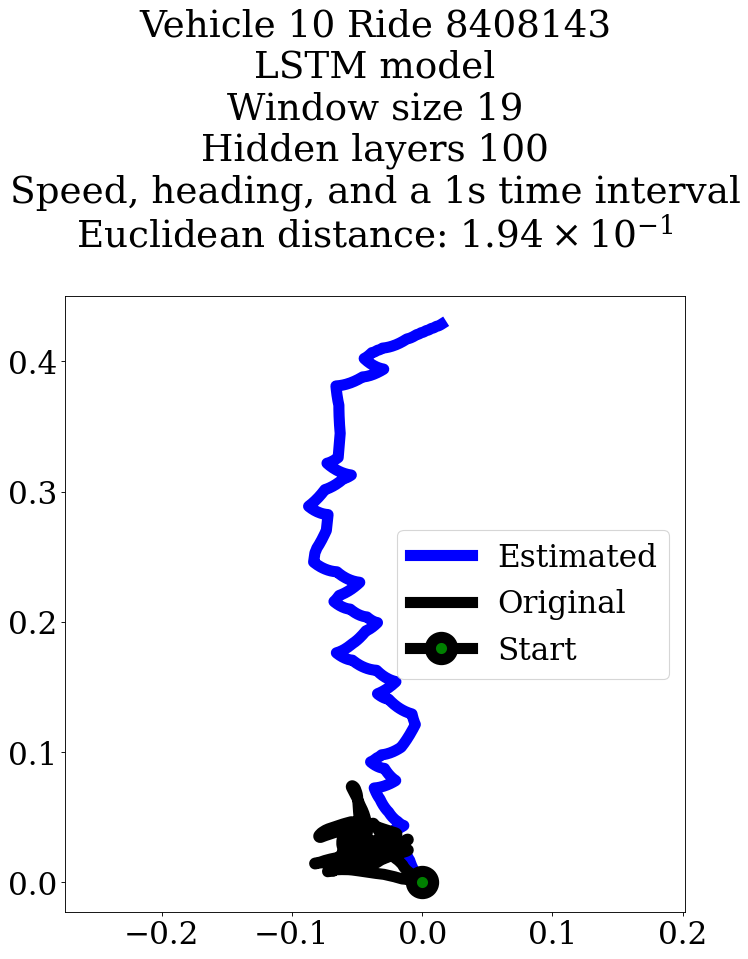 Vehicle 10 Ride 8408143
LSTM model
Window size 19
Hidden layers 100
Speed, heading, and a 1s time interval
Euclidean distance: 1.94 × 10⁻¹
0.4
0.3
0.2
0.1
0.0
Estimated
Original
Start
−0.2
−0.1
0.0
0.1
0.2